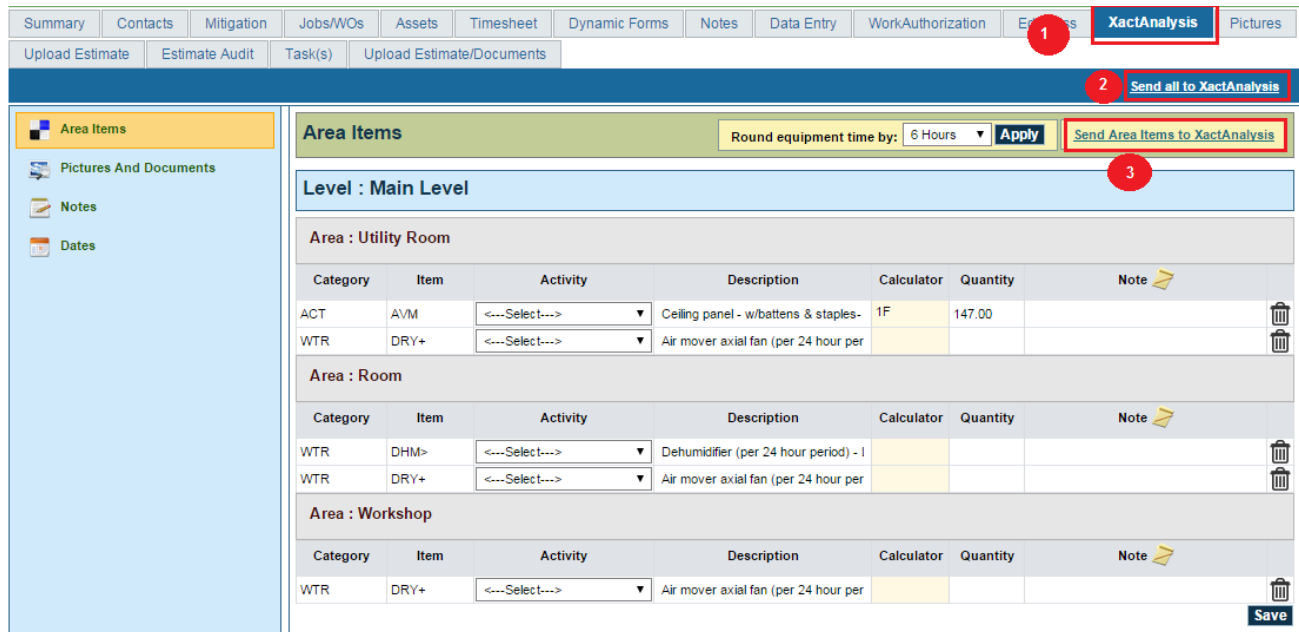 Summary Contacts Mitigation Jobs/WOs Assets Timesheet Dynamic Forms Notes Data Entry WorkAuthorization 1 XactAnalysis Pictures
Upload Estimate Estimate Audit Task(s) Upload Estimate/Documents
2 Send all to XactAnalysis
Area Items
Pictures And Documents
Notes
Dates
Area Items Round equipment time by: 6 Hours Apply Send Area Items to XactAnalysis
3
Level : Main Level
Area : Utility Room
Category Item Activity Description Calculator Quantity Note
ACT AVM <---Select---> Ceiling panel - w/battens & staples- 1F 147.00
WTR DRY+ <---Select---> Air mover axial fan (per 24 hour per
Area : Room
Category Item Activity Description Calculator Quantity Note
WTR DHM> <---Select---> Dehumidifier (per 24 hour period) -
WTR DRY+ <---Select---> Air mover axial fan (per 24 hour per
Area : Workshop
Category Item Activity Description Calculator Quantity Note
WTR DRY+ <---Select---> Air mover axial fan (per 24 hour per
Save